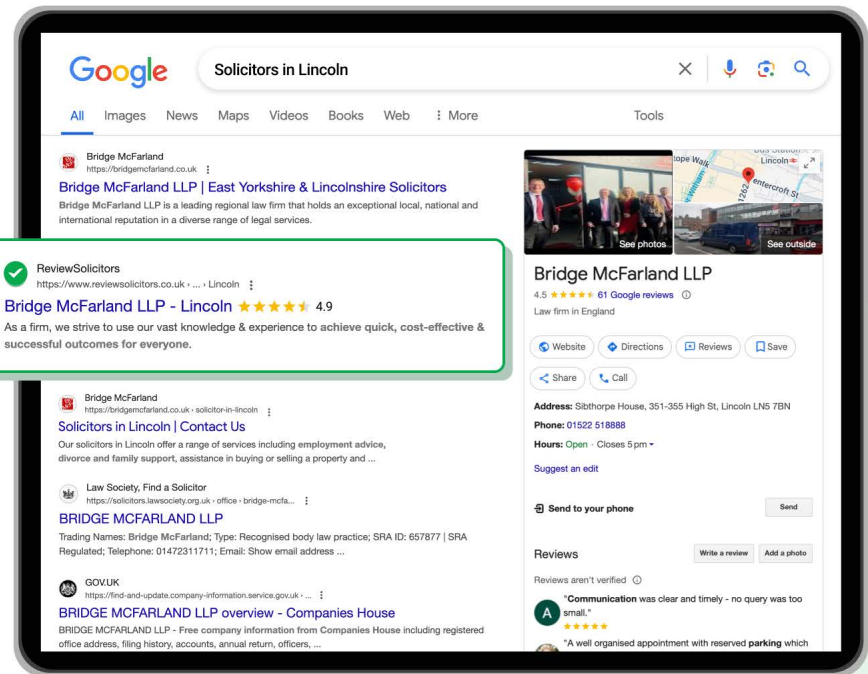 Google
Solicitors in Lincoln
All Images News Maps Videos Books Web More Tools
Bridge McFarland
https://bridgemcfarland.co.uk
Bridge McFarland LLP | East Yorkshire & Lincolnshire Solicitors
Bridge McFarland LLP is a leading regional law firm that holds an exceptional local, national and
international reputation in a diverse range of legal services.
ReviewSolicitors
https://www.reviewsolicitors.co.uk › ... › Lincoln
Bridge McFarland LLP - Lincoln ★★★★★ 4.9
As a firm, we strive to use our vast knowledge & experience to achieve quick, cost-effective &
successful outcomes for everyone.
Bridge McFarland
https://bridgemcfarland.co.uk › solicitor-in-lincoln
Solicitors in Lincoln | Contact Us
Our solicitors in Lincoln offer a range of services including employment advice,
divorce and family support, assistance in buying or selling a property and ...
Law Society, Find a Solicitor
https://solicitors.lawsociety.org.uk › office › bridge-mcfa...
BRIDGE MCFARLAND LLP
Trading Names: Bridge McFarland; Type: Recognised body law practice; SRA ID: 657877 | SRA
Regulated; Telephone: 01472311711; Email: Show email address ...
GOV.UK
https://find-and-update.company-information.service.gov.uk › ...
BRIDGE MCFARLAND LLP overview - Companies House
BRIDGE MCFARLAND LLP - Free company information from Companies House including registered
office address, filing history, accounts, annual return, officers, ...
Lincoln
1262
entercroft St
See photos
See outside
Bridge McFarland LLP
4.5 ★★★★★ 61 Google reviews
Law firm in England
Website Directions Reviews Save
Share Call
Address: Sibthorpe House, 351-355 High St, Lincoln LN5 7BN
Phone: 01522 518888
Hours: Open · Closes 5 pm
Suggest an edit
Send to your phone Send
Reviews Write a review Add a photo
Reviews aren't verified
A
"Communication was clear and timely - no query was too
small."
★★★★★
"A well organised appointment with reserved parking which